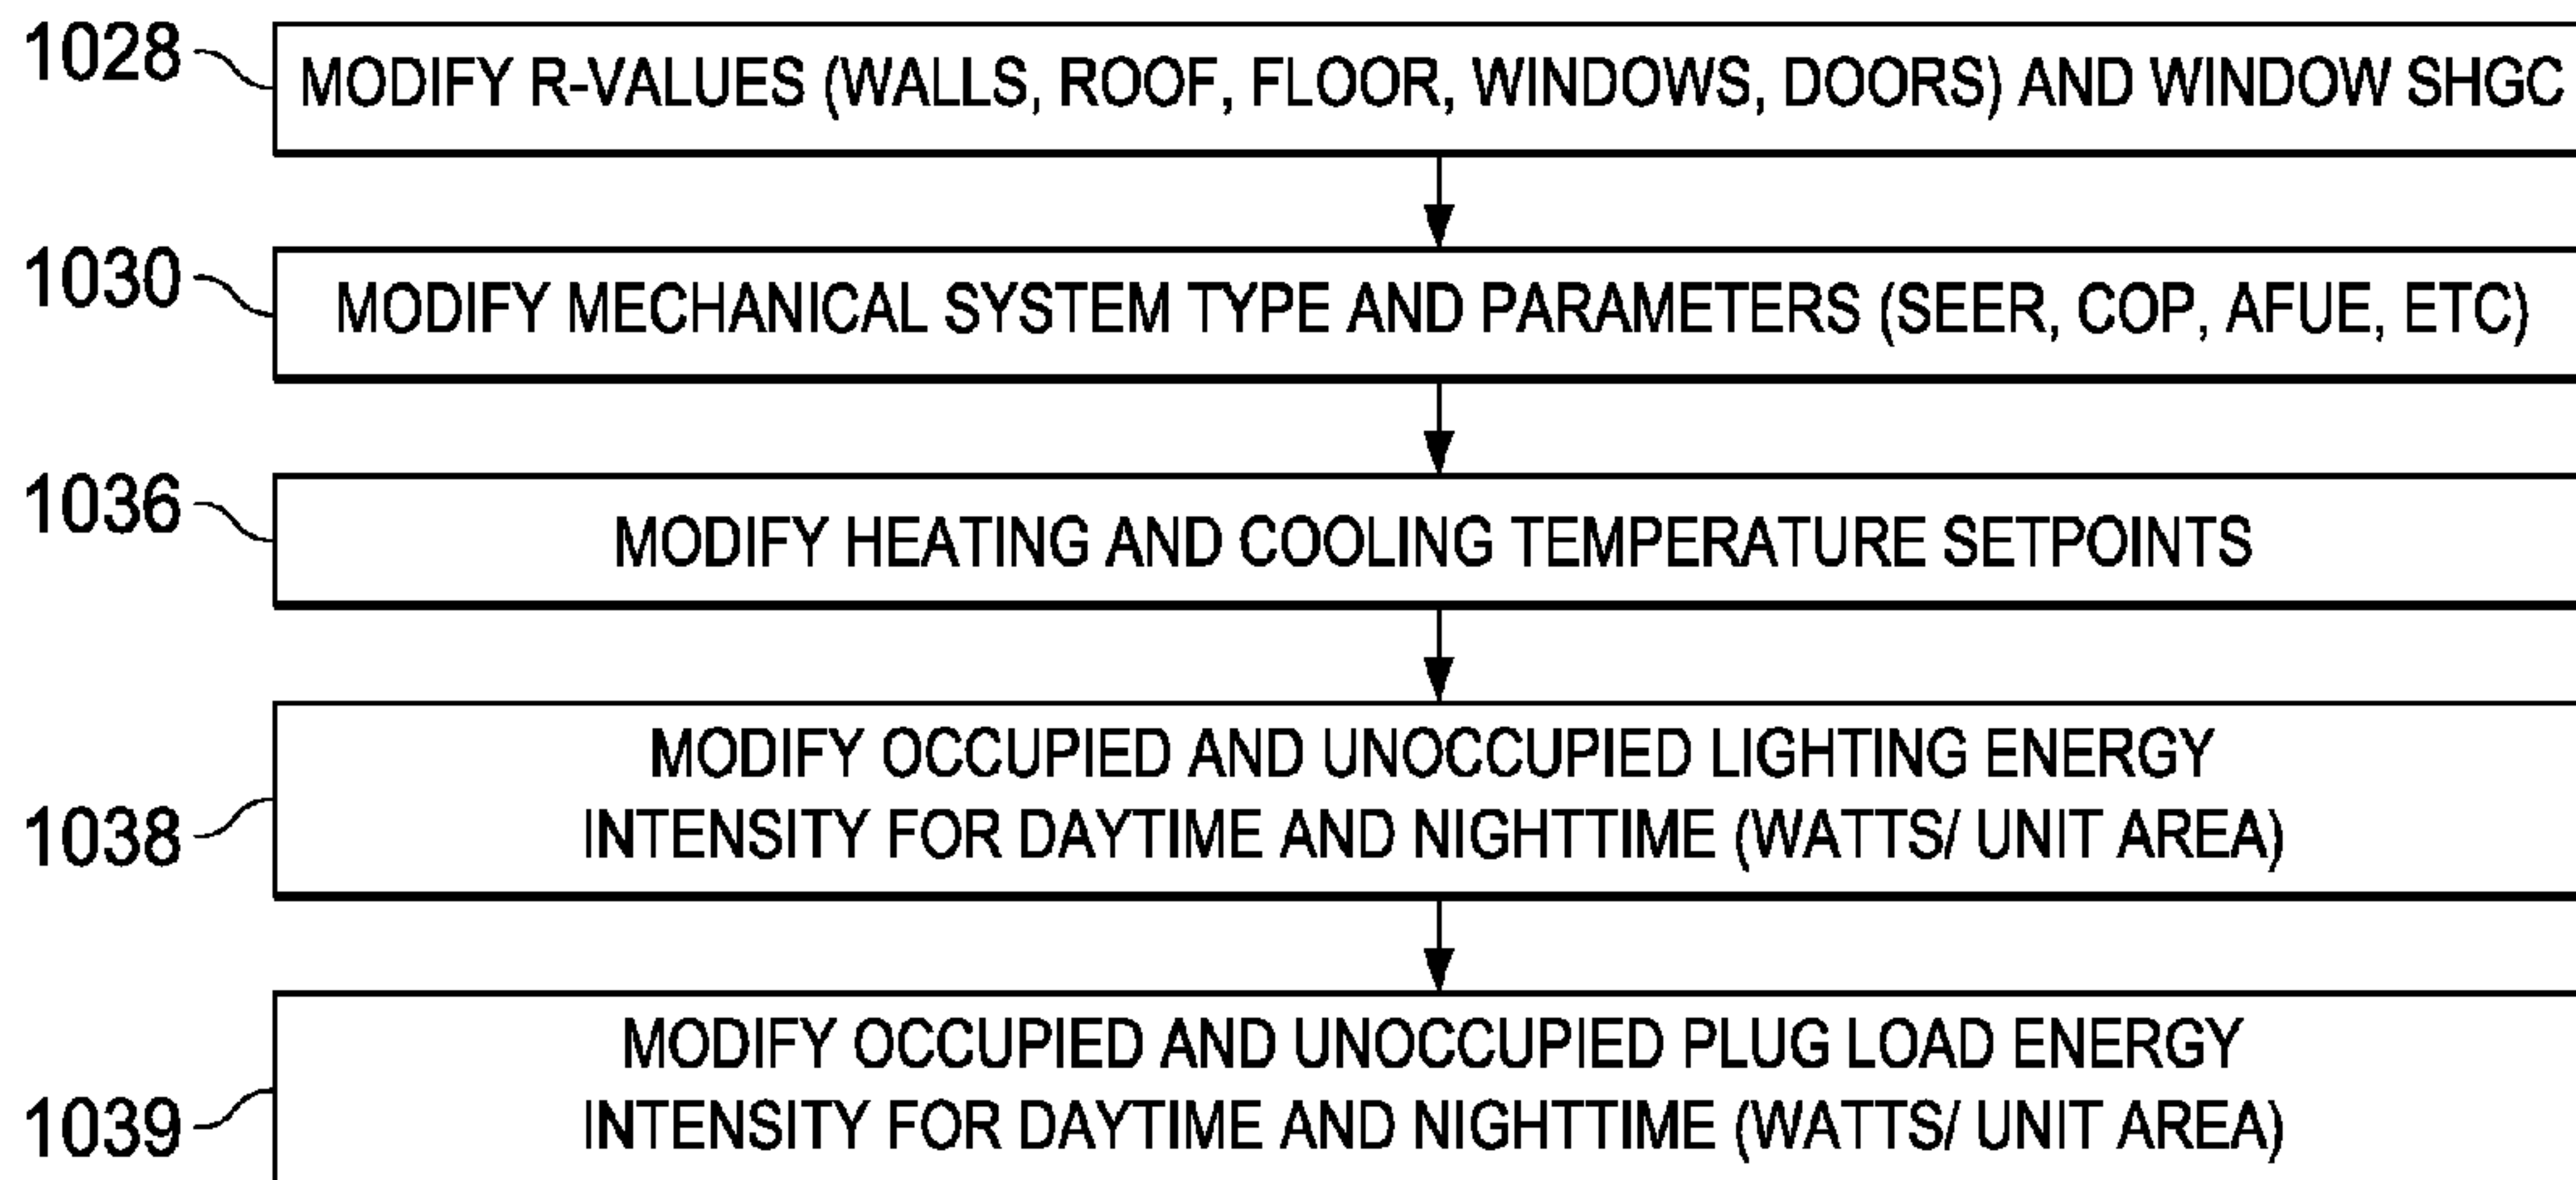 1028 MODIFY R-VALUES (WALLS, ROOF, FLOOR, WINDOWS, DOORS) AND WINDOW SHGC
1030 MODIFY MECHANICAL SYSTEM TYPE AND PARAMETERS (SEER, COP, AFUE, ETC)
1036 MODIFY HEATING AND COOLING TEMPERATURE SETPOINTS
MODIFY OCCUPIED AND UNOCCUPIED LIGHTING ENERGY
1038 INTENSITY FOR DAYTIME AND NIGHTTIME (WATTS/ UNIT AREA)
MODIFY OCCUPIED AND UNOCCUPIED PLUG LOAD ENERGY
1039 INTENSITY FOR DAYTIME AND NIGHTTIME (WATTS/ UNIT AREA)